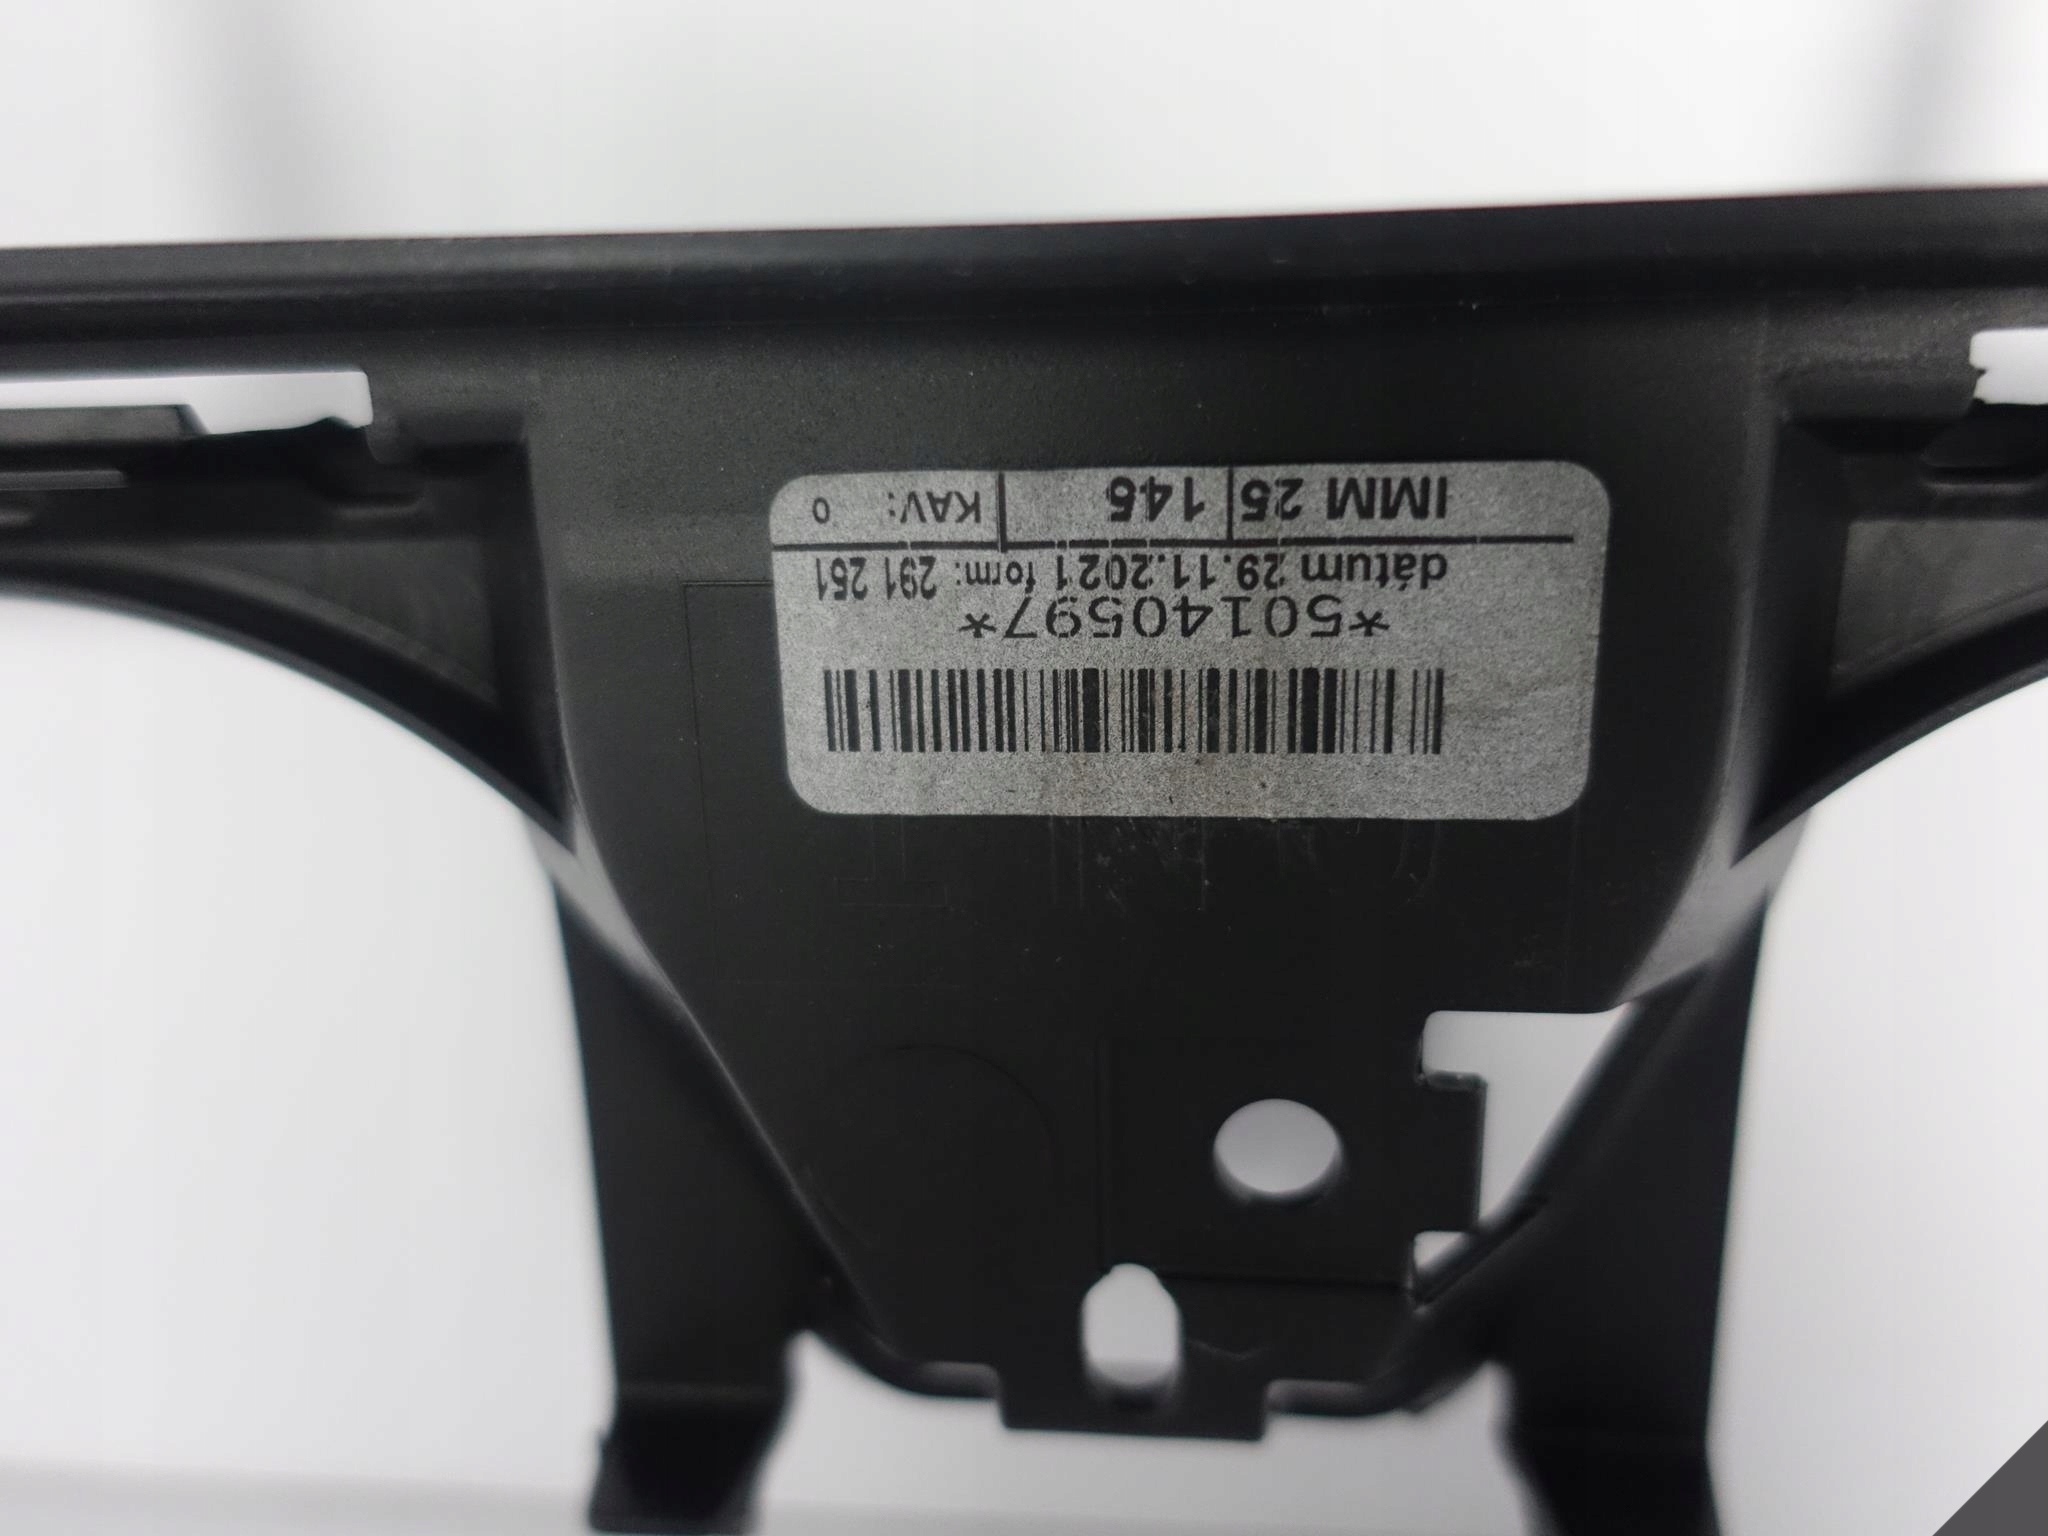 *50140597*
dátum 29.11.2021 form: 291 251
IMM 25 145 KAV: 0